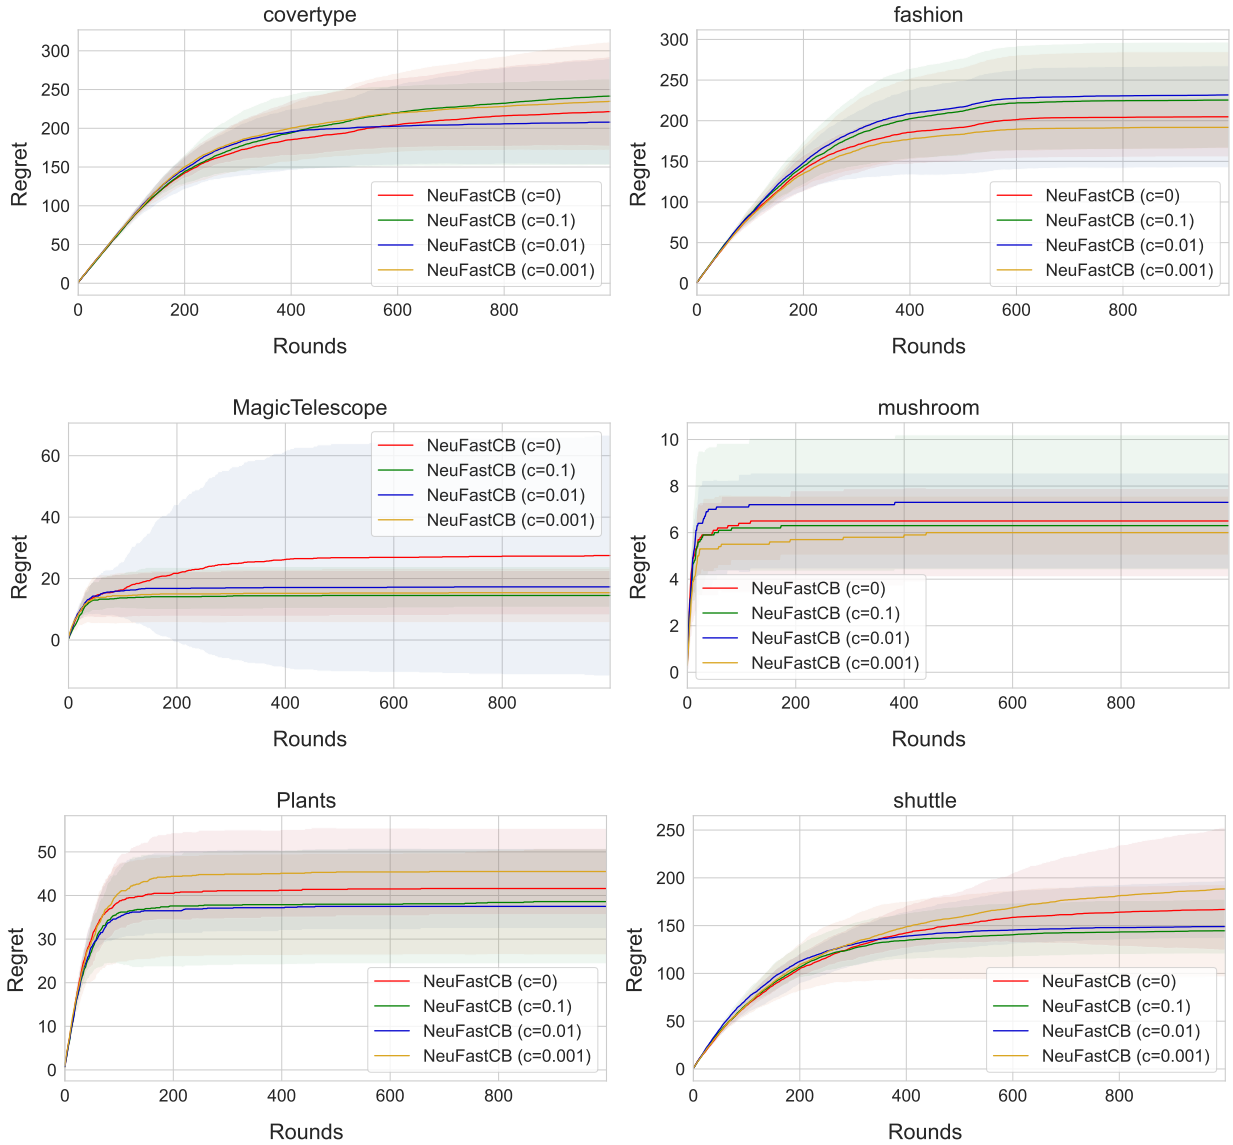 covertype
300
250
200
150
100
50
0
Regret
NeuFastCB (c=0)
NeuFastCB (c=0.1)
NeuFastCB (c=0.01)
NeuFastCB (c=0.001)
0 200 400 600 800
Rounds
fashion
300
250
200
150
100
50
0
Regret
NeuFastCB (c=0)
NeuFastCB (c=0.1)
NeuFastCB (c=0.01)
NeuFastCB (c=0.001)
0 200 400 600 800
Rounds
MagicTelescope
60
40
20
0
Regret
NeuFastCB (c=0)
NeuFastCB (c=0.1)
NeuFastCB (c=0.01)
NeuFastCB (c=0.001)
0 200 400 600 800
Rounds
mushroom
10
8
6
4
2
0
Regret
NeuFastCB (c=0)
NeuFastCB (c=0.1)
NeuFastCB (c=0.01)
NeuFastCB (c=0.001)
0 200 400 600 800
Rounds
Plants
50
40
30
20
10
0
Regret
NeuFastCB (c=0)
NeuFastCB (c=0.1)
NeuFastCB (c=0.01)
NeuFastCB (c=0.001)
0 200 400 600 800
Rounds
shuttle
250
200
150
100
50
0
Regret
NeuFastCB (c=0)
NeuFastCB (c=0.1)
NeuFastCB (c=0.01)
NeuFastCB (c=0.001)
0 200 400 600 800
Rounds